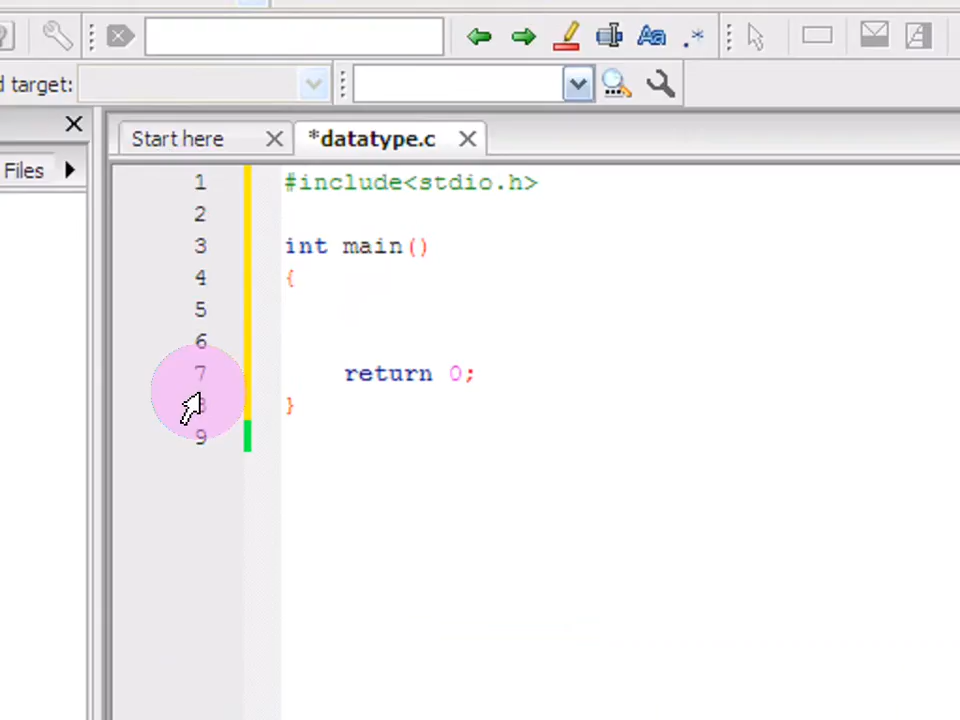 d target:
Files
Start here
*datatype.c
1 #include<stdio.h>
2
3 int main()
4 {
5
6
7 return 0;
8 }
9